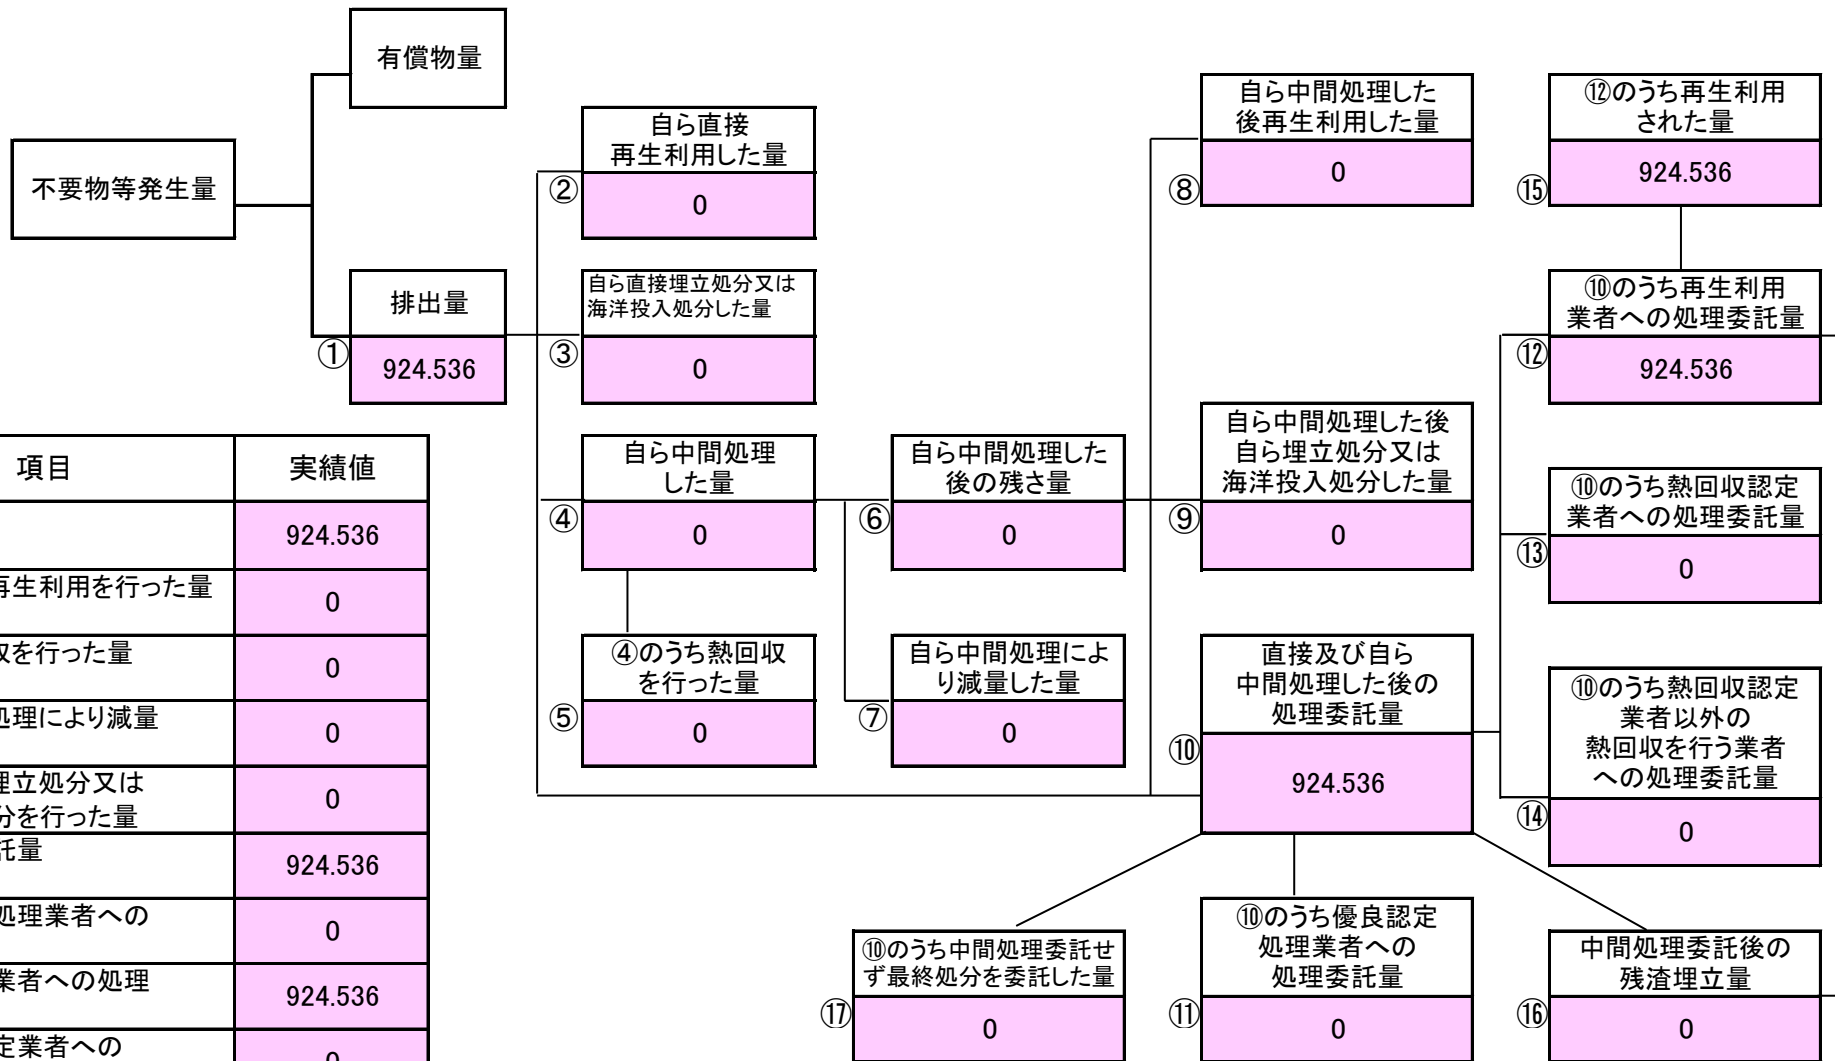 有償物量
不要物等発生量
排出量
①
924.536
自ら直接
再生利用した量
②
0
自ら直接埋立処分又は
海洋投入処分した量
③
0
自ら中間処理
した量
④
0
④のうち熱回収
を行った量
⑤
0
自ら中間処理した
後の残さ量
⑥
0
自ら中間処理によ
り減量した量
⑦
0
自ら中間処理した
後再生利用した量
⑧
0
自ら中間処理した後
自ら埋立処分又は
海洋投入処分した量
⑨
0
直接及び自ら
中間処理した後の
処理委託量
⑩
924.536
⑫のうち再生利用
された量
⑮
924.536
⑩のうち再生利用
業者への処理委託量
⑫
924.536
⑩のうち熱回収認定
業者への処理委託量
⑬
0
⑩のうち熱回収認定
業者以外の
熱回収を行う業者
への処理委託量
⑭
0
⑩のうち中間処理委託せ
ず最終処分を委託した量
⑰
0
⑩のうち優良認定
処理業者への
処理委託量
⑪
0
中間処理委託後の
残渣埋立量
⑯
0
項目 実績値
924.536
再生利用を行った量 0
を行った量 0
処理により減量 0
埋立処分又は
分を行った量 0
託量 924.536
処理業者への 0
業者への処理 924.536
定業者への 0